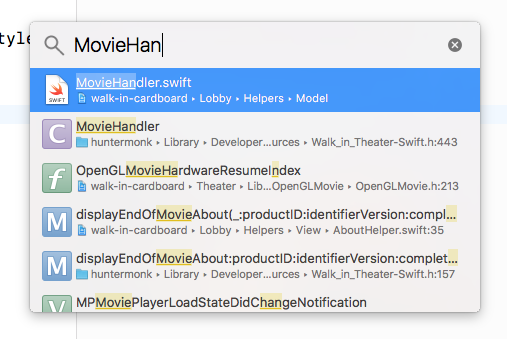 tyle
MovieHan
MovieHandler.swift
SWIFT
walk-in-cardboard ▸ Lobby ▸ Helpers ▸ Model
C
MovieHandler
huntermonk ▸ Library ▸ Developer...urces ▸ Walk_in_Theater-Swift.h:443
f
OpenGLMovieHardwareResumeIndex
walk-in-cardboard ▸ Theater ▸ Lib...OpenGLMovie ▸ OpenGLMovie.h:213
M
displayEndOfMovieAbout(_:productID:identifierVersion:compl...
walk-in-cardboard ▸ Lobby ▸ Helpers ▸ View ▸ AboutHelper.swift:35
M
displayEndOfMovieAbout:productID:identifierVersion:complet...
huntermonk ▸ Library ▸ Developer...urces ▸ Walk_in_Theater-Swift.h:157
V
MPMoviePlayerLoadStateDidChangeNotification